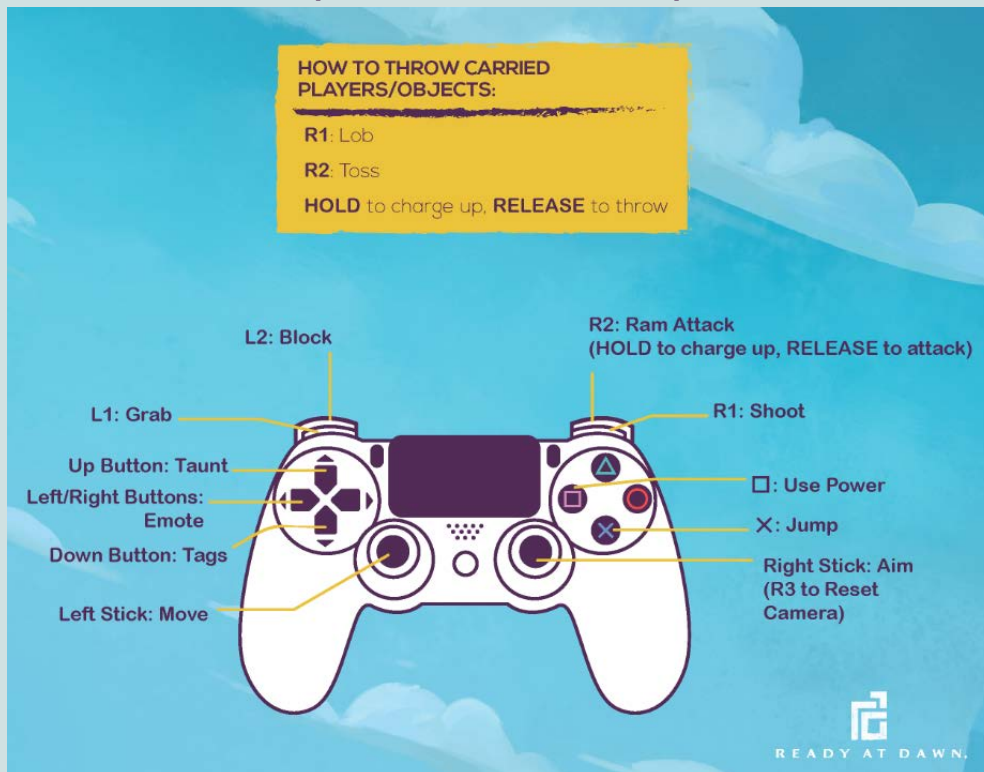 HOW TO THROW CARRIED
PLAYERS/OBJECTS:
R1: Lob
R2: Toss
HOLD to charge up, RELEASE to throw
L2: Block
R2: Ram Attack
(HOLD to charge up, RELEASE to attack)
L1: Grab
R1: Shoot
Up Button: Taunt
□: Use Power
Left/Right Buttons:
Emote
X: Jump
Down Button: Tags
Right Stick: Aim
(R3 to Reset
Camera)
Left Stick: Move
READY AT DAWN.